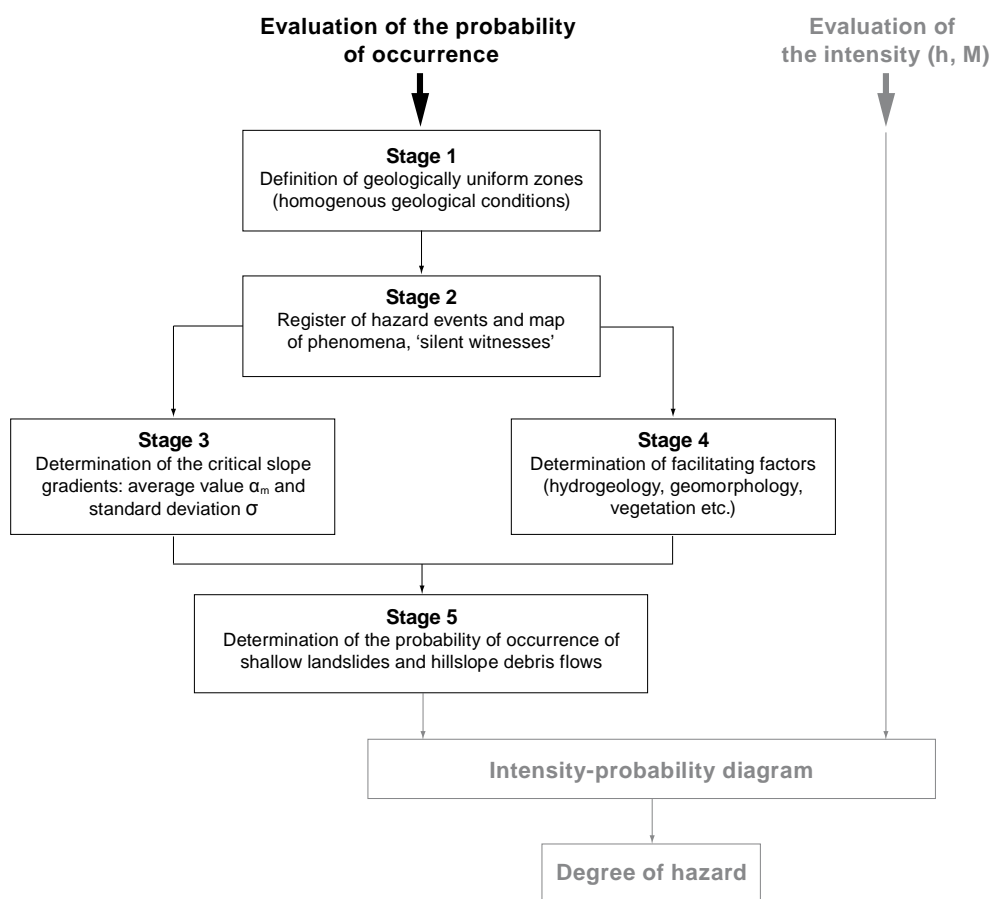 Evaluation of the probability
of occurrence
Evaluation of
the intensity (h, M)
Stage 1
Definition of geologically uniform zones
(homogenous geological conditions)
Stage 2
Register of hazard events and map
of phenomena, ‘silent witnesses’
Stage 3
Determination of the critical slope
gradients: average value αₘ and
standard deviation σ
Stage 4
Determination of facilitating factors
(hydrogeology, geomorphology,
vegetation etc.)
Stage 5
Determination of the probability of occurrence of
shallow landslides and hillslope debris flows
Intensity-probability diagram
Degree of hazard